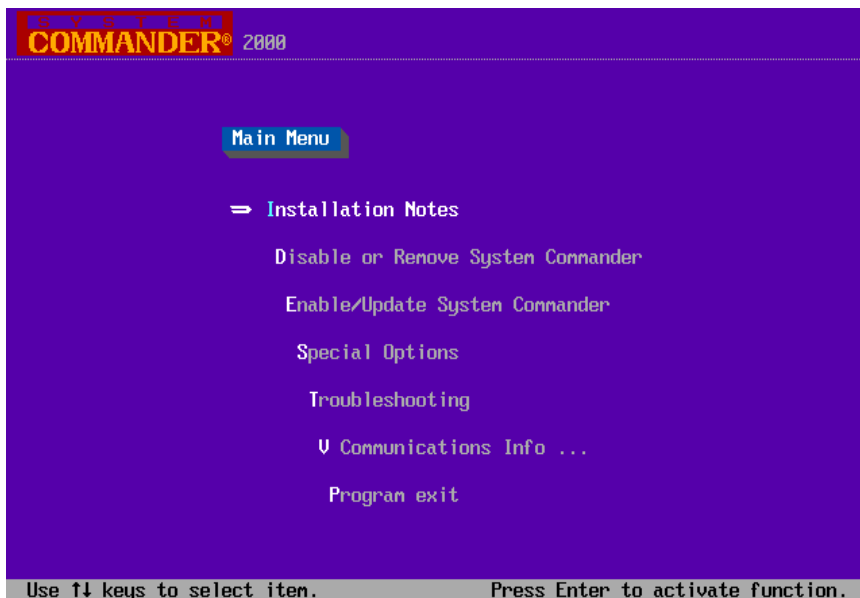 SYSTEM
COMMANDER® 2000
Main Menu
⇒ Installation Notes
Disable or Remove System Commander
Enable/Update System Commander
Special Options
Troubleshooting
V Communications Info ...
Program exit
Use ↑↓ keys to select item. Press Enter to activate function.